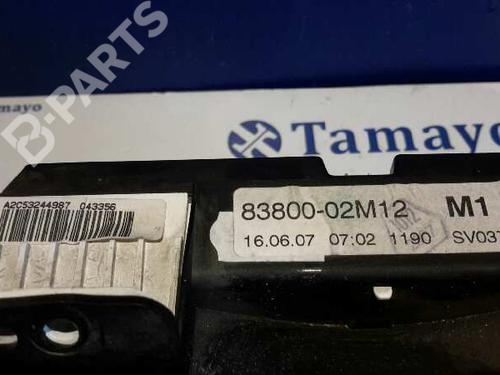 B-Parts
Tamayo
Tamayo
A2C53244987 043356
83800-02M12 M1
16.06.07 07:02 1190 SV037